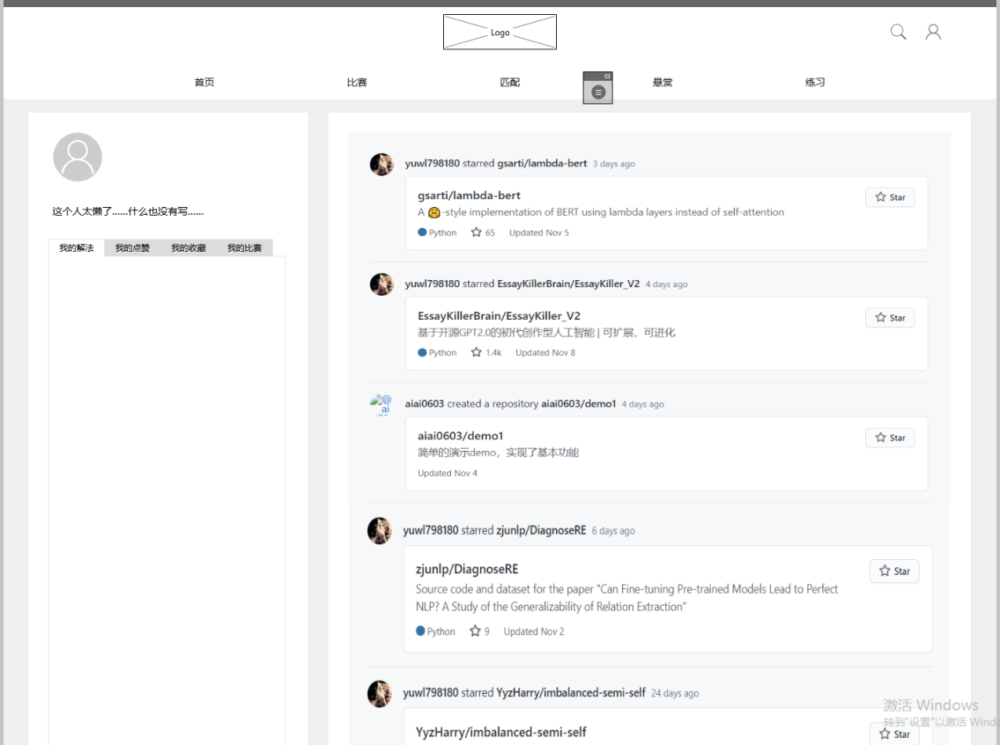 Logo
首页 比赛 匹配 悬赏 练习
这个人太懒了......什么也没有写......
我的解法 我的点赞 我的收藏 我的比赛
yuwl798180 starred gsarti/lambda-bert 3 days ago
gsarti/lambda-bert
Star
A 🤗-style implementation of BERT using lambda layers instead of self-attention
Python 65 Updated Nov 5
yuwl798180 starred EssayKillerBrain/EssayKiller_V2 4 days ago
EssayKillerBrain/EssayKiller_V2
Star
基于开源GPT2.0的初代创作型人工智能 | 可扩展、可进化
Python 1.4k Updated Nov 8
@
ai
aiai0603 created a repository aiai0603/demo1 4 days ago
aiai0603/demo1
Star
简单的演示demo，实现了基本功能
Updated Nov 4
yuwl798180 starred zjunlp/DiagnoseRE 6 days ago
zjunlp/DiagnoseRE
Star
Source code and dataset for the paper "Can Fine-tuning Pre-trained Models Lead to Perfect
NLP? A Study of the Generalizability of Relation Extraction"
Python 9 Updated Nov 2
yuwl798180 starred YyzHarry/imbalanced-semi-self 24 days ago
YyzHarry/imbalanced-semi-self
Star
激活 Windows
转到"设置"以激活 Wind